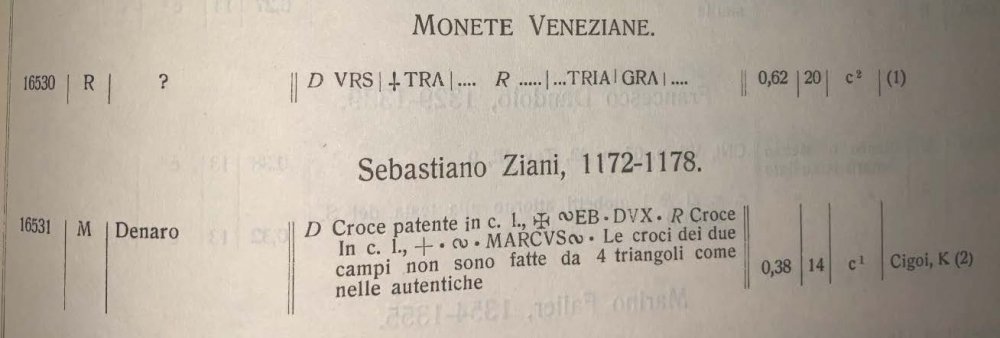 MONETE VENEZIANE.
16530 | R | ? || D VRS | ‡TRA | .... R ..... | ...TRIA | GRA | .... || 0,62 | 20 | c² | (1)
Sebastiano Ziani, 1172-1178.
16531 | M | Denaro || D Croce patente in c. l., ✠ ᔕEB · DVX · R Croce
In c. l., + · ᔕ · MARCVSᔕ · Le croci dei due
campi non sono fatte da 4 triangoli come || 0,38 | 14 | c¹ | Cigoi, K (2)
nelle autentiche